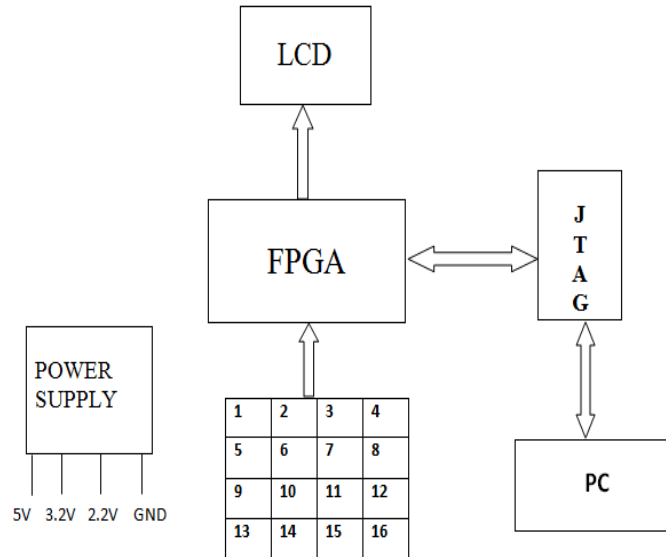 LCD
FPGA
J
T
A
G
POWER
SUPPLY
5V 3.2V 2.2V GND
1 2 3 4
5 6 7 8
9 10 11 12
13 14 15 16
PC